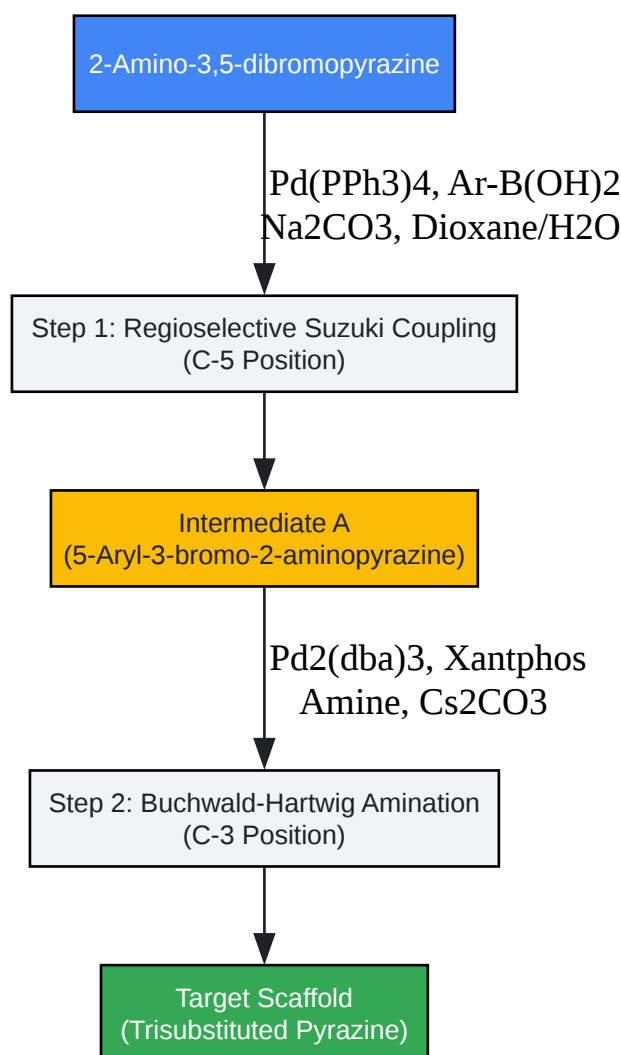 2-Amino-3,5-dibromopyrazine
Pd(PPh3)4, Ar-B(OH)2
Na2CO3, Dioxane/H2O
Step 1: Regioselective Suzuki Coupling
(C-5 Position)
Intermediate A
(5-Aryl-3-bromo-2-aminopyrazine)
Pd2(dba)3, Xantphos
Amine, Cs2CO3
Step 2: Buchwald-Hartwig Amination
(C-3 Position)
Target Scaffold
(Trisubstituted Pyrazine)